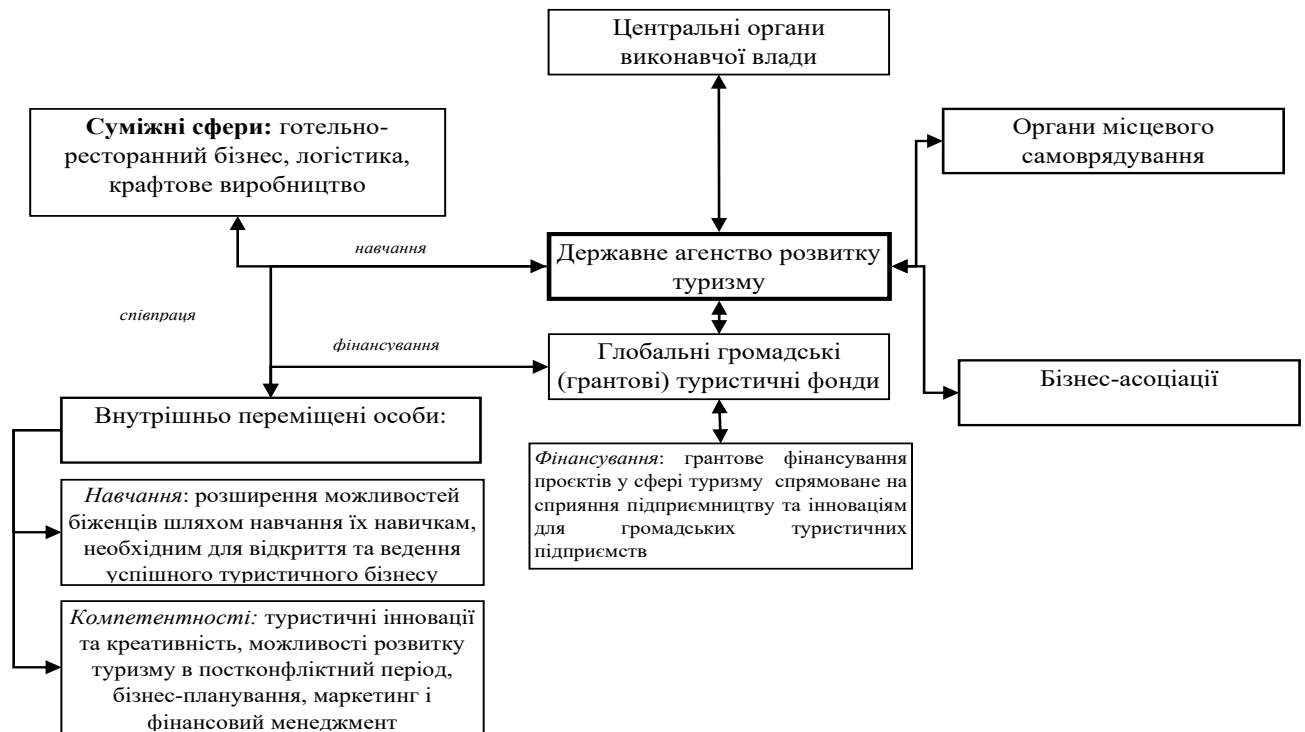 Центральні органи
виконавчої влади
Суміжні сфери: готельно-
ресторанний бізнес, логістика,
крафтове виробництво
Органи місцевого
самоврядування
навчання
Державне агенство розвитку
туризму
співпраця
фінансування
Глобальні громадські
(грантові) туристичні фонди
Бізнес-асоціації
Внутрішньо переміщені особи:
Фінансування: грантове фінансування
проєктів у сфері туризму спрямоване на
сприяння підприємництву та інноваціям
для громадських туристичних
підприємств
Навчання: розширення можливостей
біженців шляхом навчання їх навичкам,
необхідним для відкриття та ведення
успішного туристичного бізнесу
Компетентності: туристичні інновації
та креативність, можливості розвитку
туризму в постконфліктний період,
бізнес-планування, маркетинг і
фінансовий менеджмент